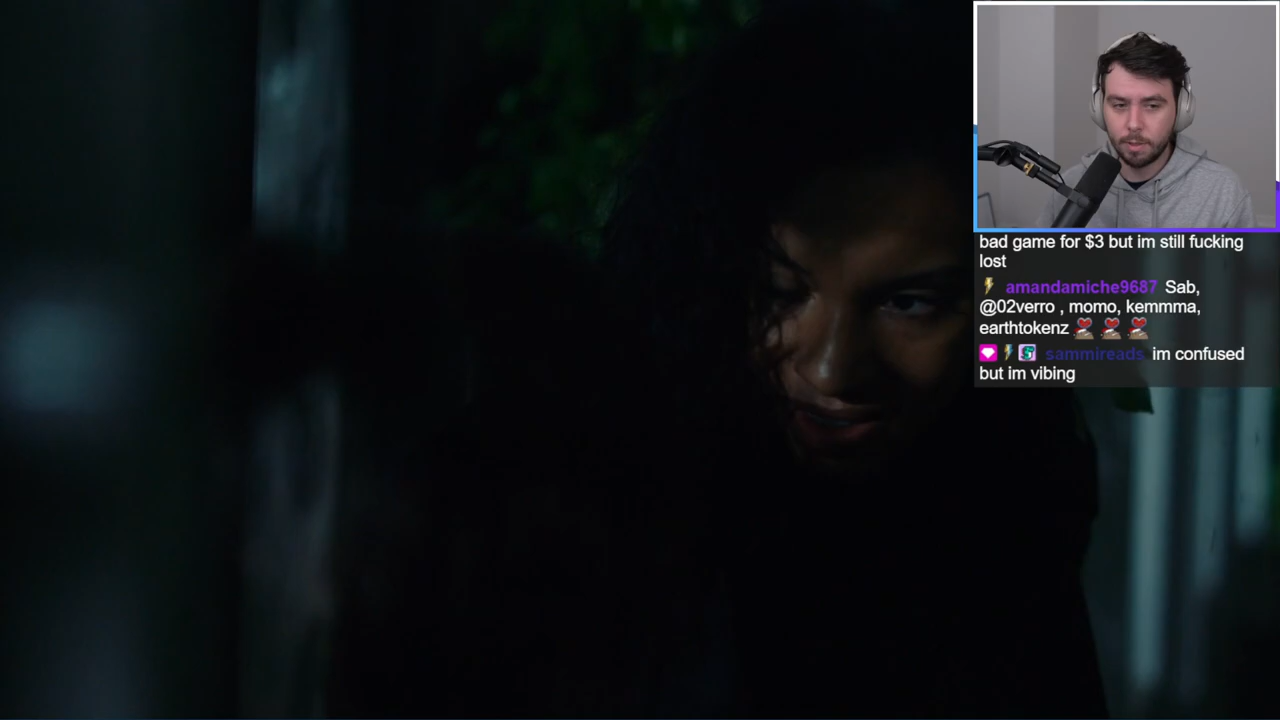 bad game for $3 but im still fucking
lost
amandamiche9687 Sab,
@02verro , momo, kemmma,
earthtokenz
sammireads im confused
but im vibing